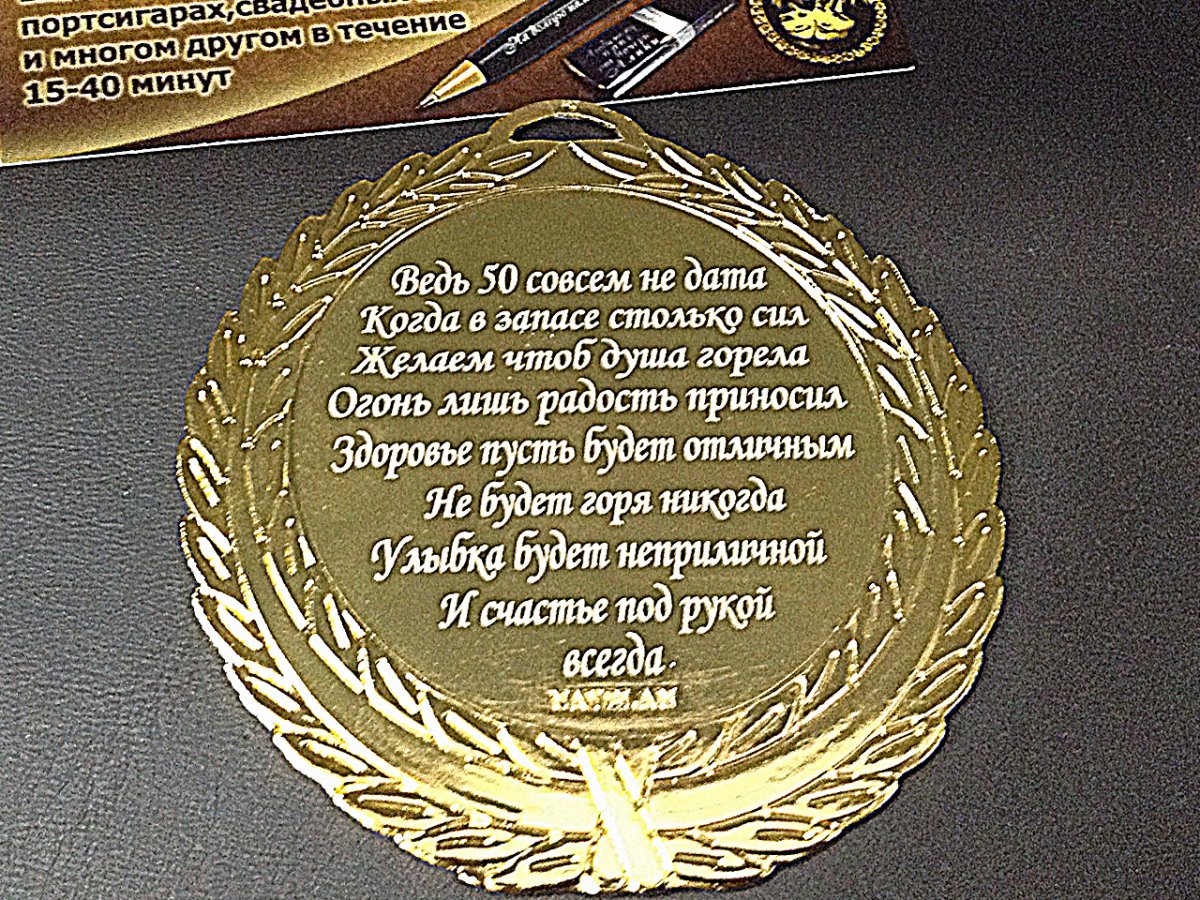 портсигарах,свадебных
и многом другом в течение
15-40 минут
Ведь 50 совсем не дата
Когда в запасе столько сил
Желаем чтоб душа горела
Огонь лишь радость приносил
Здоровье пусть будет отличным
Не будет горя никогда
Улыбка будет неприличной
И счастье под рукой
всегда